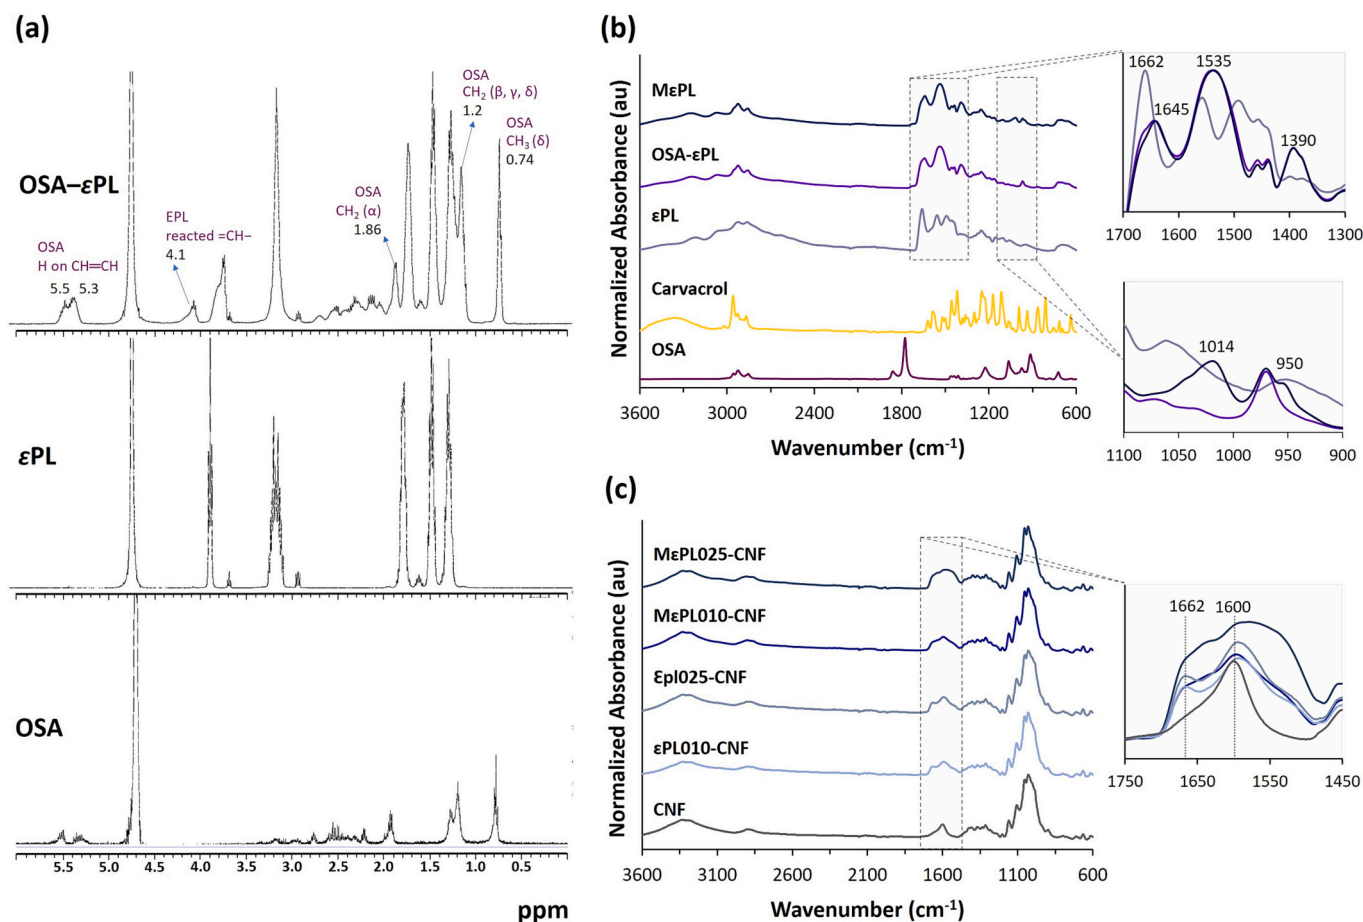 (a)
OSA
CH₂ (β, γ, δ)
1.2
OSA
CH₃ (δ)
0.74
OSA–εPL
OSA
CH₂ (α)
1.86
EPL
reacted =CH–
4.1
OSA
H on CH=CH
5.5 5.3
εPL
OSA
5.5 5.0 4.5 4.0 3.5 3.0 2.5 2.0 1.5 1.0 0.5
ppm
(b)
Normalized Absorbance (au)
MεPL
OSA-εPL
εPL
Carvacrol
OSA
3600 3000 2400 1800 1200 600
Wavenumber (cm⁻¹)
1662 1535
1645
1390
1700 1600 1500 1400 1300
1014
950
1100 1050 1000 950 900
(c)
Normalized Absorbance (au)
MεPL025-CNF
MεPL010-CNF
Ɛpl025-CNF
εPL010-CNF
CNF
3600 3100 2600 2100 1600 1100 600
Wavenumber (cm⁻¹)
1662 1600
1750 1650 1550 1450